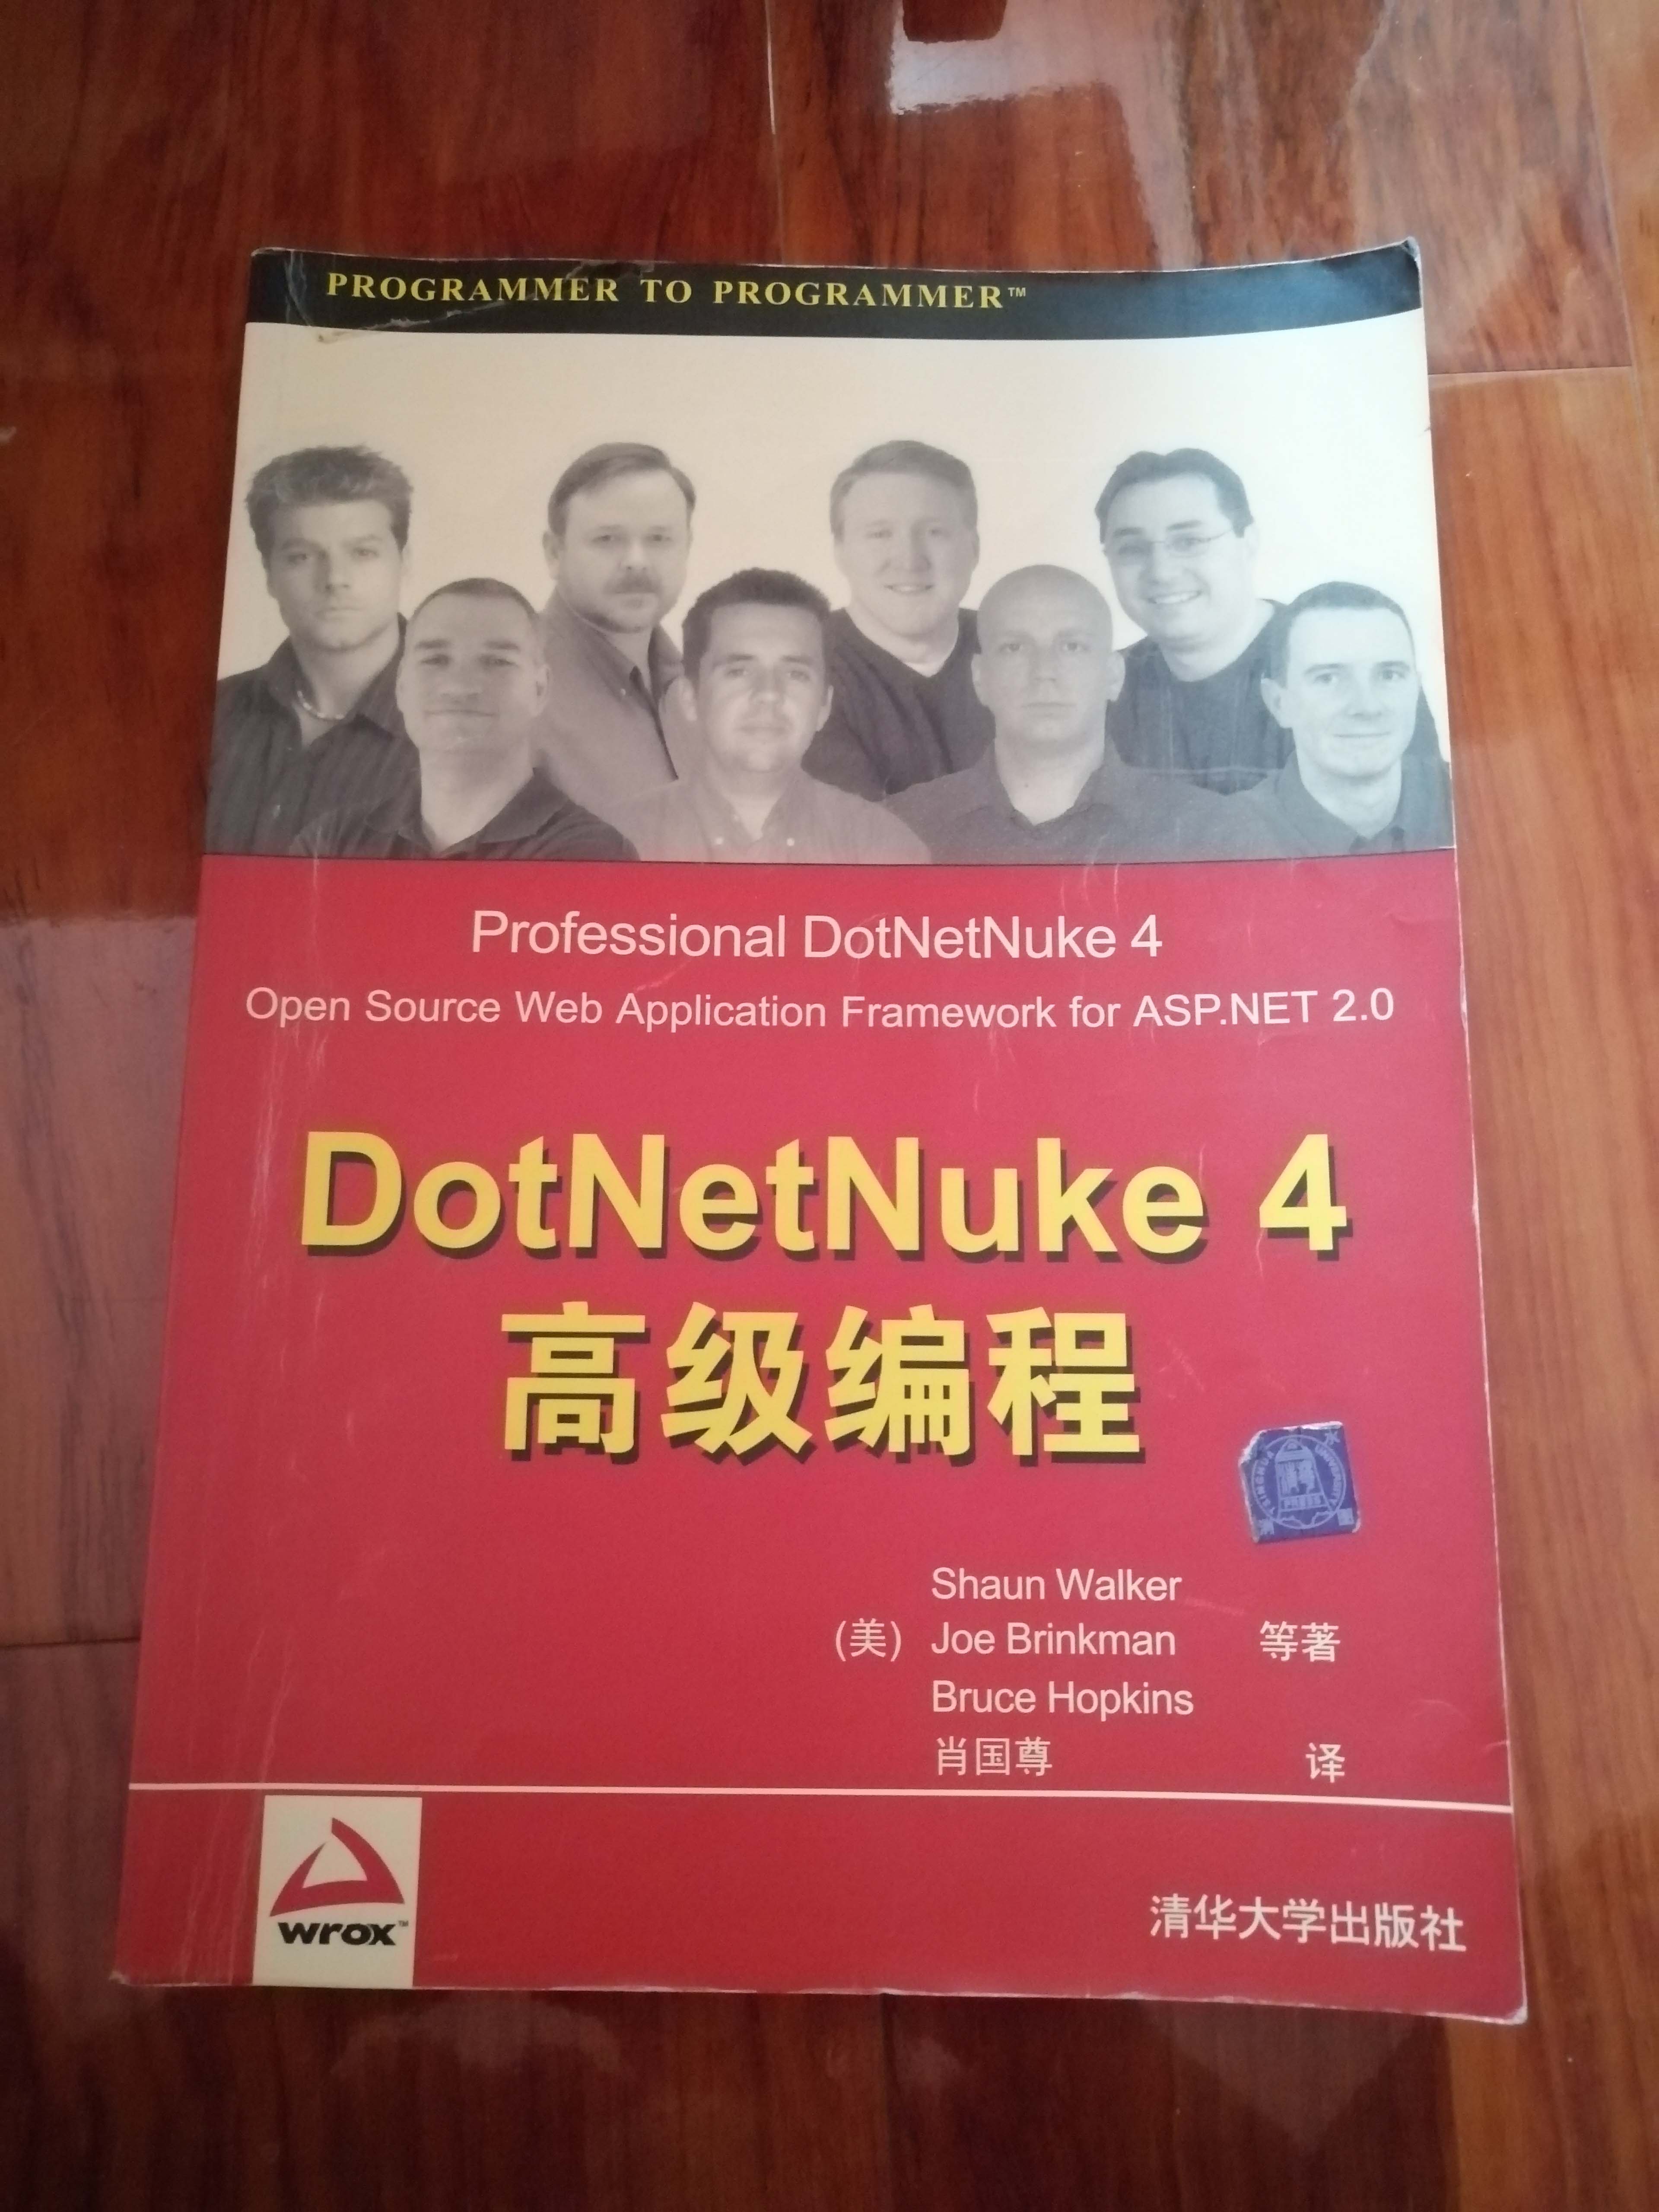 PROGRAMMER TO PROGRAMMER™
Professional DotNetNuke 4
Open Source Web Application Framework for ASP.NET 2.0
DotNetNuke 4
高级编程
Shaun Walker
(美) Joe Brinkman 等著
Bruce Hopkins
肖国尊 译
wrox™
清华大学出版社